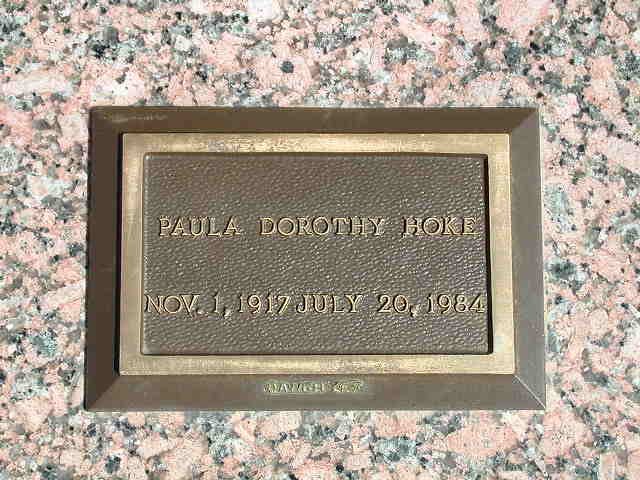 PAULA DOROTHY HOKE
NOV. 1, 1917 JULY 20, 1984